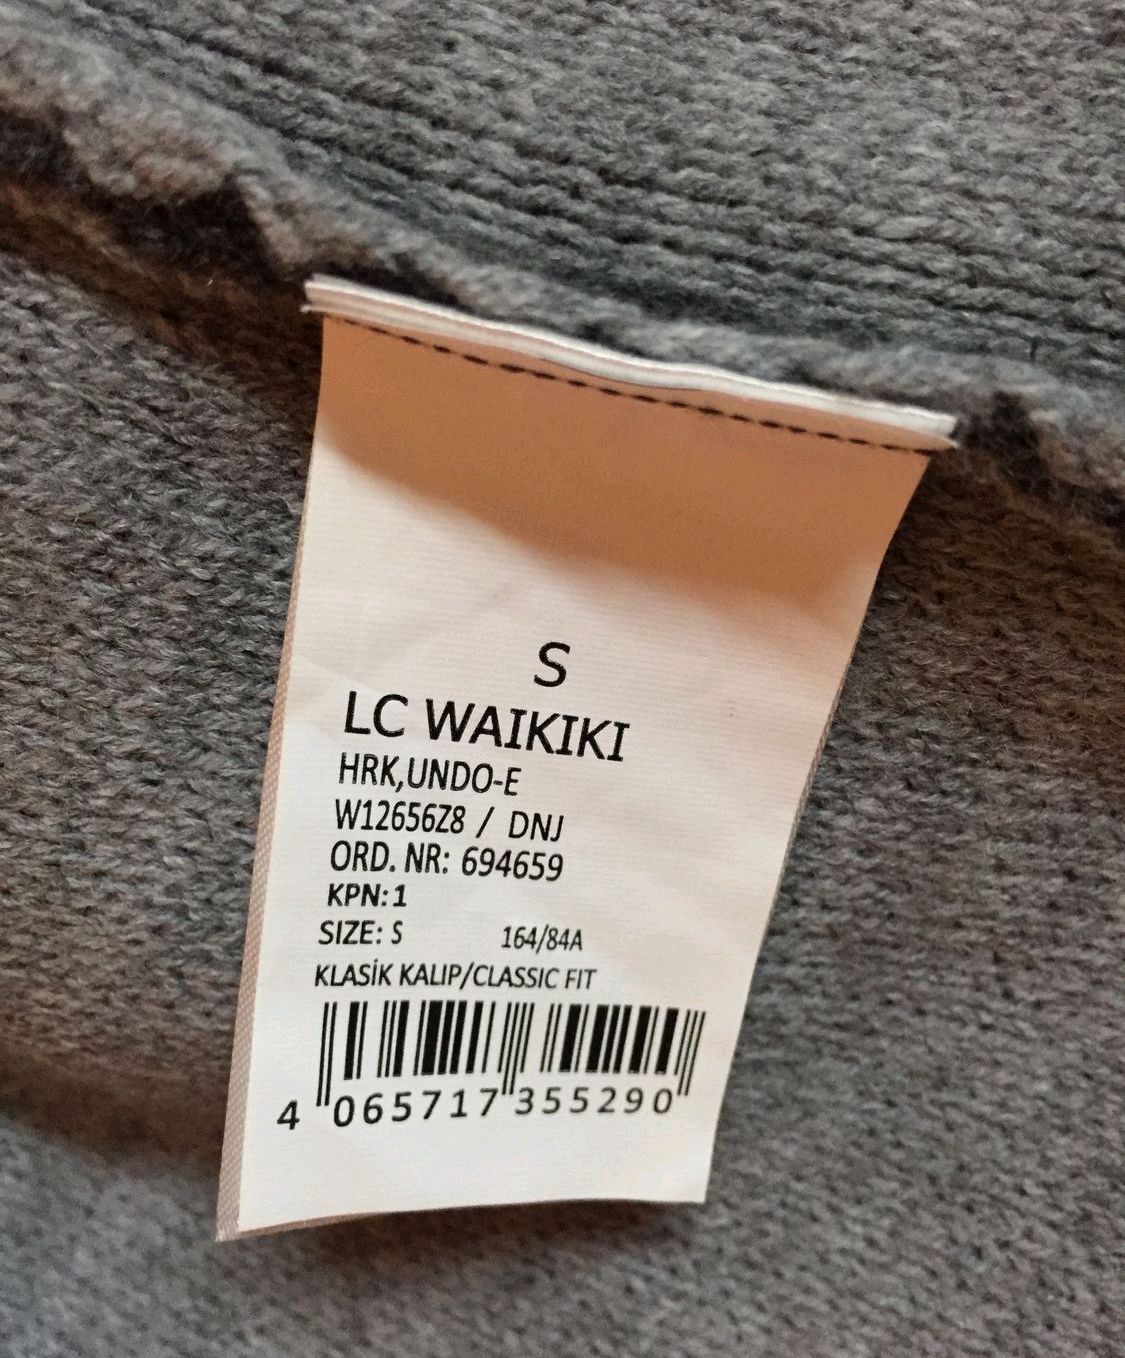 S
LC WAIKIKI
HRK,UNDO-E
W12656Z8 / DNJ
ORD. NR: 694659
KPN:1
SIZE: S 164/84A
KLASİK KALIP/CLASSIC FIT
4 065717 355290